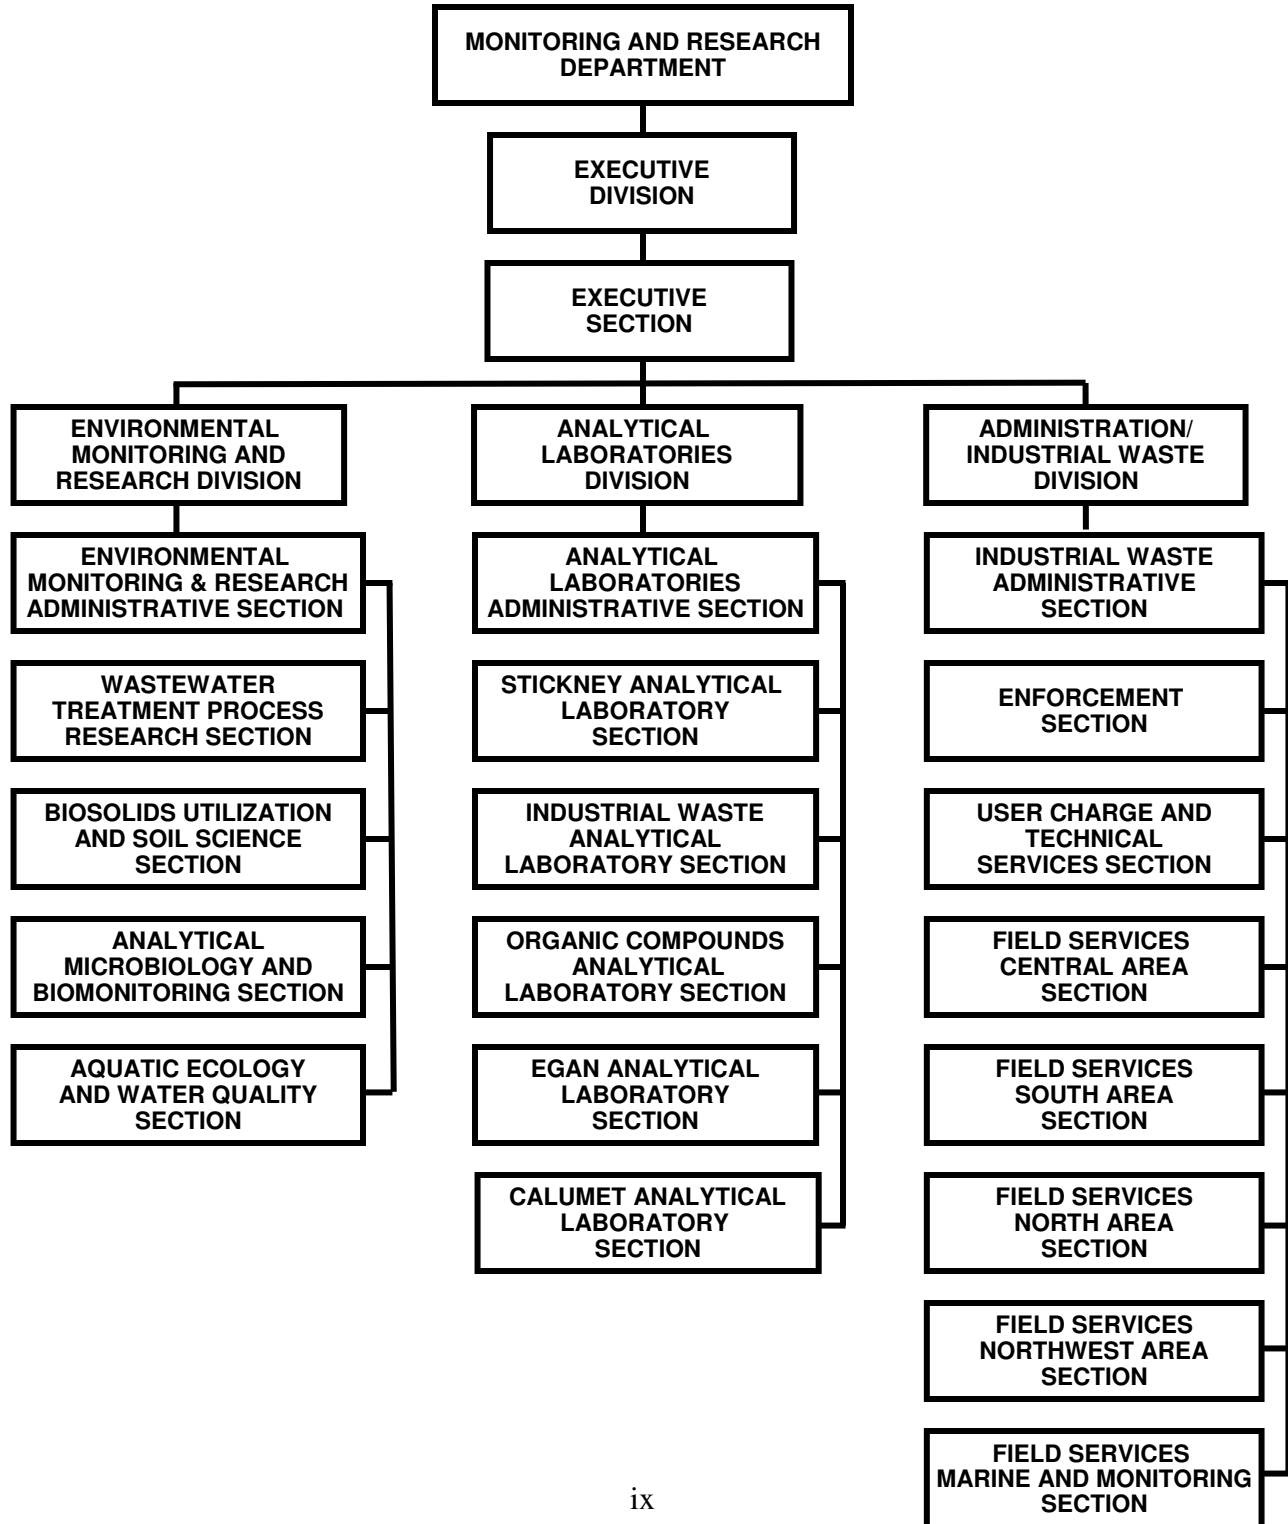 MONITORING AND RESEARCH
DEPARTMENT
EXECUTIVE
DIVISION
EXECUTIVE
SECTION
ENVIRONMENTAL
MONITORING AND
RESEARCH DIVISION
ENVIRONMENTAL
MONITORING & RESEARCH
ADMINISTRATIVE SECTION
WASTEWATER
TREATMENT PROCESS
RESEARCH SECTION
BIOSOLIDS UTILIZATION
AND SOIL SCIENCE
SECTION
ANALYTICAL
MICROBIOLOGY AND
BIOMONITORING SECTION
AQUATIC ECOLOGY
AND WATER QUALITY
SECTION
ANALYTICAL
LABORATORIES
DIVISION
ANALYTICAL
LABORATORIES
ADMINISTRATIVE SECTION
STICKNEY ANALYTICAL
LABORATORY
SECTION
INDUSTRIAL WASTE
ANALYTICAL
LABORATORY SECTION
ORGANIC COMPOUNDS
ANALYTICAL
LABORATORY SECTION
EGAN ANALYTICAL
LABORATORY
SECTION
CALUMET ANALYTICAL
LABORATORY
SECTION
ADMINISTRATION/
INDUSTRIAL WASTE
DIVISION
INDUSTRIAL WASTE
ADMINISTRATIVE
SECTION
ENFORCEMENT
SECTION
USER CHARGE AND
TECHNICAL
SERVICES SECTION
FIELD SERVICES
CENTRAL AREA
SECTION
FIELD SERVICES
SOUTH AREA
SECTION
FIELD SERVICES
NORTH AREA
SECTION
FIELD SERVICES
NORTHWEST AREA
SECTION
FIELD SERVICES
MARINE AND MONITORING
SECTION
ix